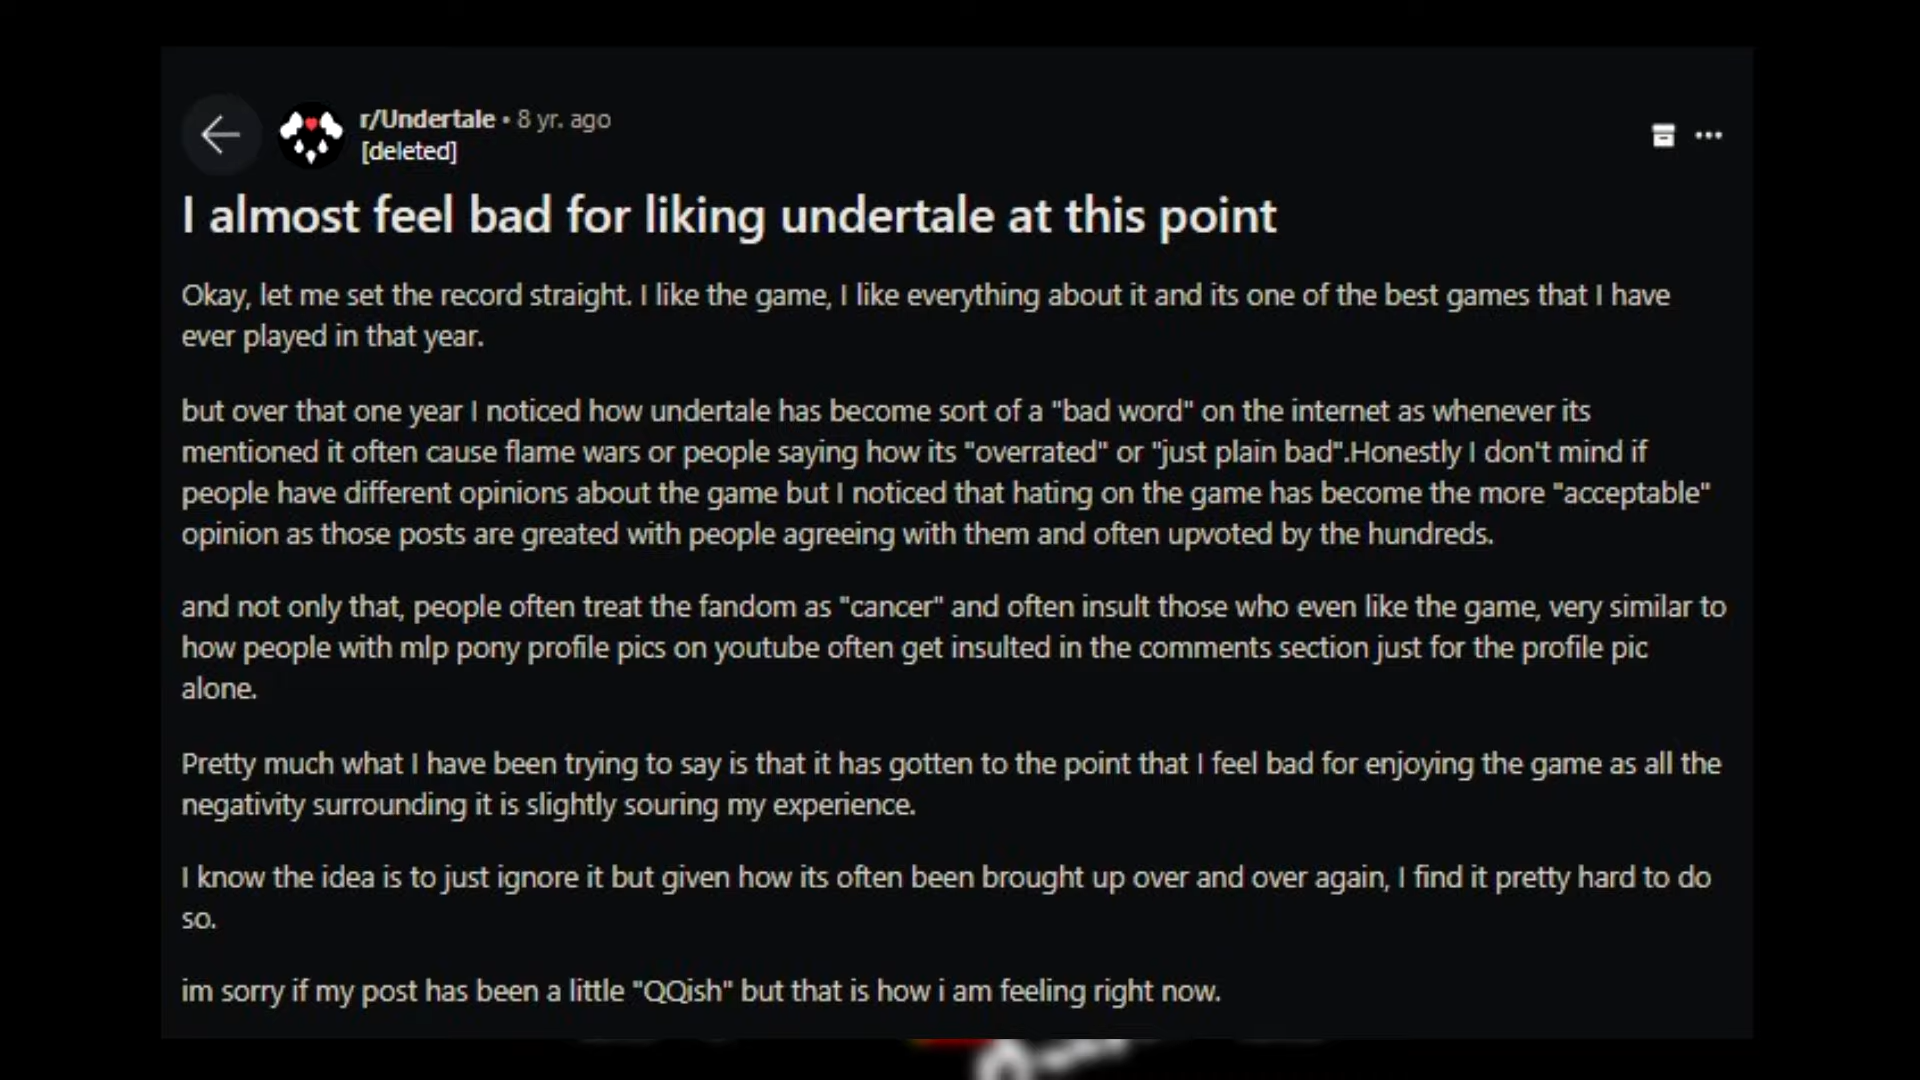 r/Undertale • 8 yr. ago
[deleted]
I almost feel bad for liking undertale at this point
Okay, let me set the record straight. I like the game, I like everything about it and its one of the best games that I have
ever played in that year.
but over that one year I noticed how undertale has become sort of a "bad word" on the internet as whenever its
mentioned it often cause flame wars or people saying how its "overrated" or "just plain bad".Honestly I don't mind if
people have different opinions about the game but I noticed that hating on the game has become the more "acceptable"
opinion as those posts are greated with people agreeing with them and often upvoted by the hundreds.
and not only that, people often treat the fandom as "cancer" and often insult those who even like the game, very similar to
how people with mlp pony profile pics on youtube often get insulted in the comments section just for the profile pic
alone.
Pretty much what I have been trying to say is that it has gotten to the point that I feel bad for enjoying the game as all the
negativity surrounding it is slightly souring my experience.
I know the idea is to just ignore it but given how its often been brought up over and over again, I find it pretty hard to do
so.
im sorry if my post has been a little "QQish" but that is how i am feeling right now.